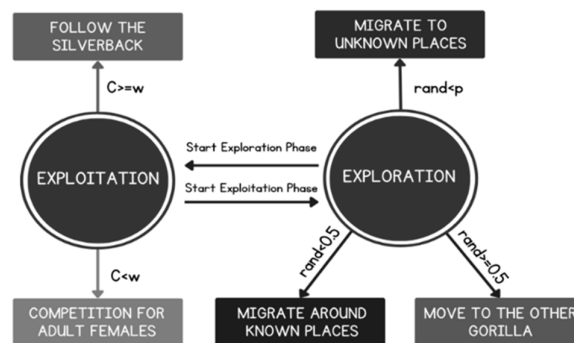 FOLLOW THE
SILVERBACK
MIGRATE TO
UNKNOWN PLACES
C>=w
rand<p
Start Exploration Phase
EXPLOITATION
EXPLORATION
Start Exploitation Phase
rand<0.5
rand>=0.5
C<w
COMPETITION FOR
ADULT FEMALES
MIGRATE AROUND
KNOWN PLACES
MOVE TO THE OTHER
GORILLA